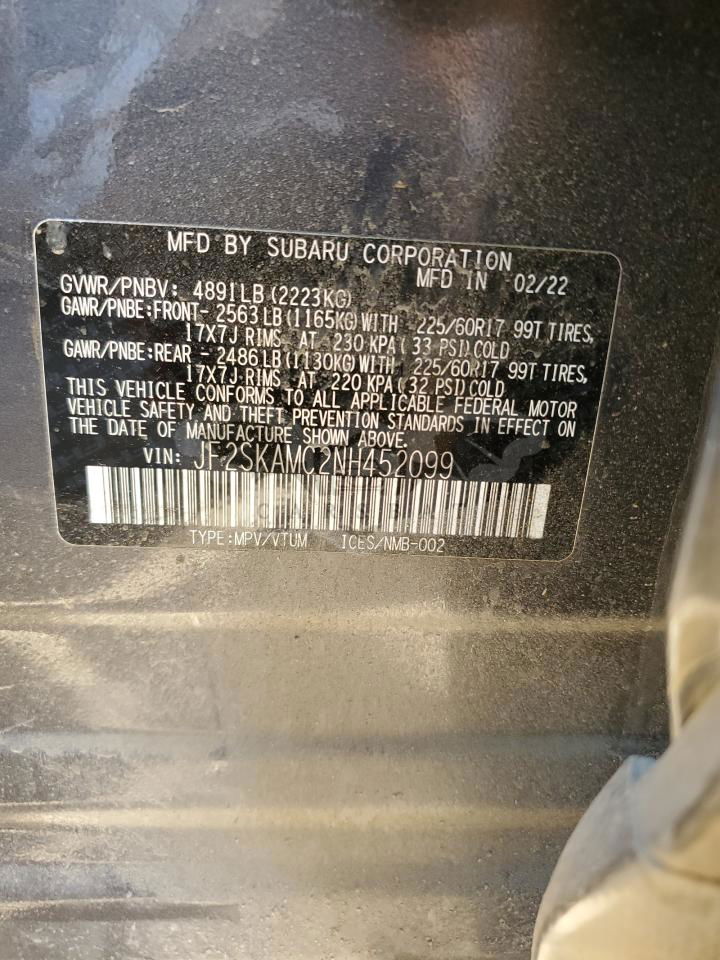 MFD BY SUBARU CORPORATION
MFD IN 02/22
GVWR/PNBV: 4891LB(2223KG)
GAWR/PNBE:FRONT- 2563LB(1165KG)WITH 225/60R17 99T TIRES,
17X7J RIMS, AT 230 KPA(33 PSI)COLD
GAWR/PNBE:REAR - 2486LB(1130KG)WITH 225/60R17 99T TIRES,
17X7J RIMS, AT 220 KPA(32 PSI)COLD
THIS VEHICLE CONFORMS TO ALL APPLICABLE FEDERAL MOTOR
VEHICLE SAFETY AND THEFT PREVENTION STANDARDS IN EFFECT ON
THE DATE OF MANUFACTURE SHOWN ABOVE.
VIN: JF2SKAMC2NH452099
TYPE:MPV/VTUM ICES/NMB-002